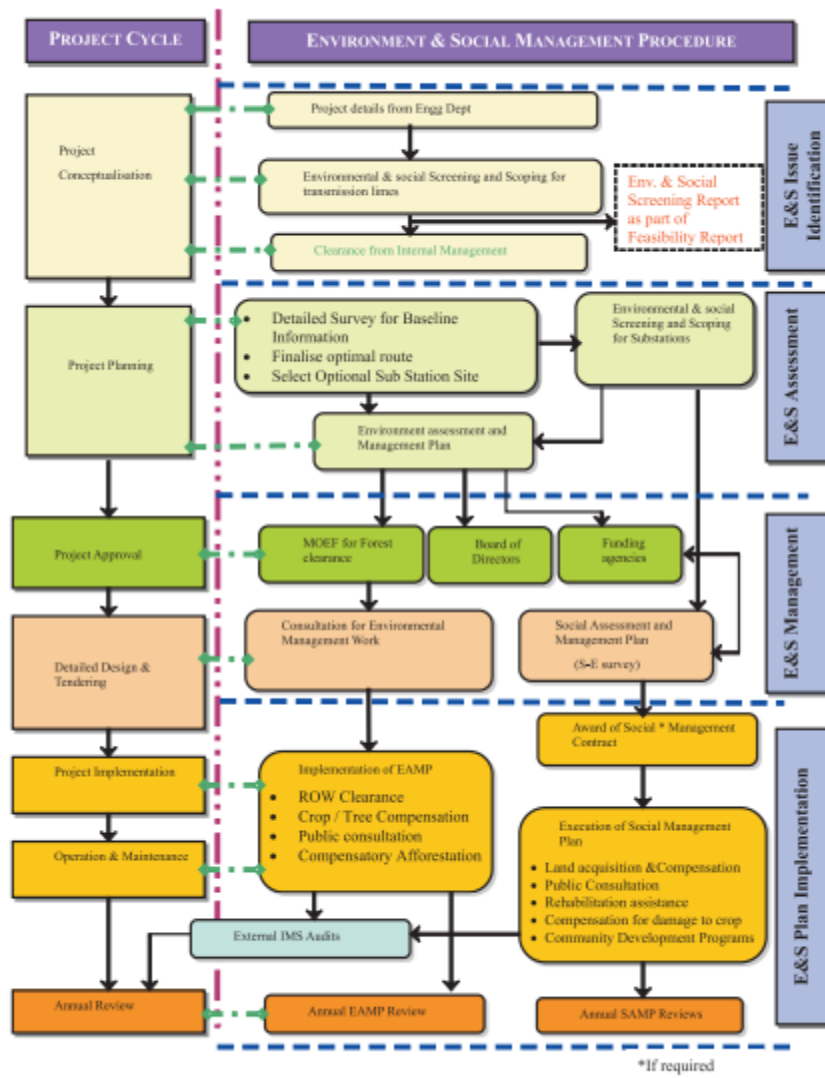 PROJECT CYCLE
ENVIRONMENT & SOCIAL MANAGEMENT PROCEDURE
Project
Conceptualisation
Project details from Engg Dept
Environmental & social Screening and Scoping for
transmission limes
Env. & Social
Screening Report
as part of
Feasibility Report
Clearance from Internal Management
E&S Issue
Identification
Project Planning
• Detailed Survey for Baseline
Information
• Finalise optimal route
• Select Optional Sub Station Site
Environmental & social
Screening and Scoping
for Substations
Environment assessment and
Management Plan
E&S Assessment
Project Approval
MOEF for Forest
clearance
Board of
Directors
Funding
agencies
Detailed Design &
Tendering
Consultation for Environmental
Management Work
Social Assessment and
Management Plan
(S-E survey)
E&S Management
Award of Social * Management
Contract
Project Implementation
Implementation of EAMP
• ROW Clearance
• Crop / Tree Compensation
• Public consultation
• Compensatory Afforestation
Operation & Maintenance
Execution of Social Management
Plan
• Land acquisition &Compensation
• Public Consultation
• Rehabilitation assistance
• Compensation for damage to crop
• Community Development Programs
External IMS Audits
E&S Plan Implementation
Annual Review
Annual EAMP Review
Annual SAMP Reviews
*If required